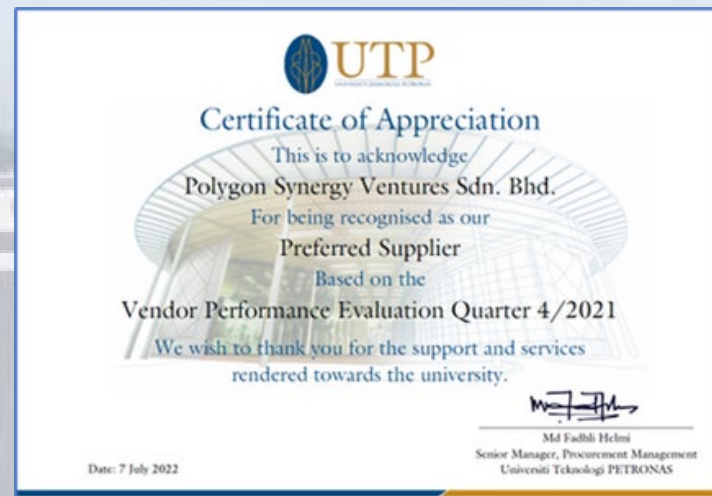 UTP
UNIVERSITI TEKNOLOGI PETRONAS
Certificate of Appreciation
This is to acknowledge
Polygon Synergy Ventures Sdn. Bhd.
For being recognised as our
Preferred Supplier
Based on the
Vendor Performance Evaluation Quarter 4/2021
We wish to thank you for the support and services
rendered towards the university.
Md Fadhli Helmi
Senior Manager, Procurement Management
Universiti Teknologi PETRONAS
Date: 7 July 2022